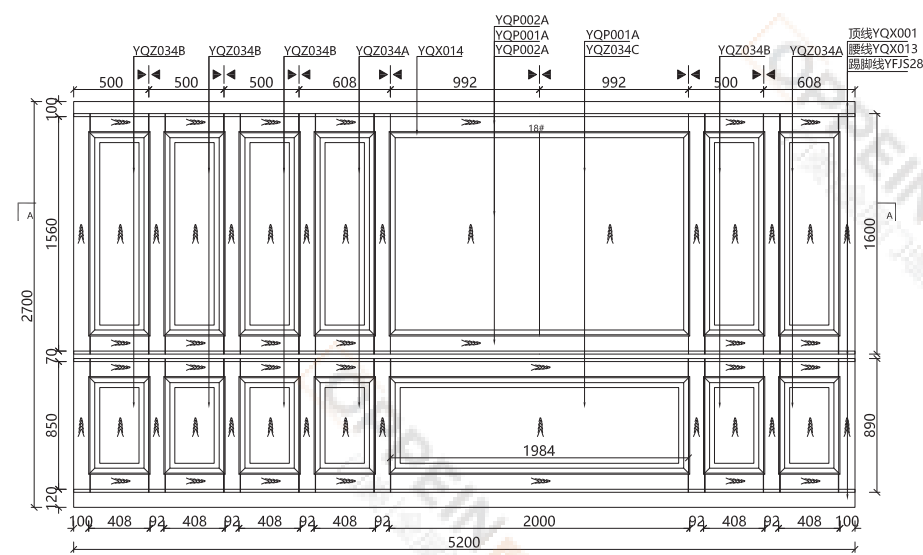 YQP002A
YQP001A
YQP002A
YQP001A
YQZ034C
顶线YQX001
腰线YQX013
踢脚线YFJS28
YQZ034B
YQZ034B
YQZ034B
YQZ034A
YQX014
YQZ034B
YQZ034A
500
500
500
608
992
992
500
608
100
18#
A
A
1560
1600
2700
70
850
890
1984
120
100
408
92
408
92
408
92
408
92
2000
92
408
92
408
100
5200
OPPEIN
OPPEIN